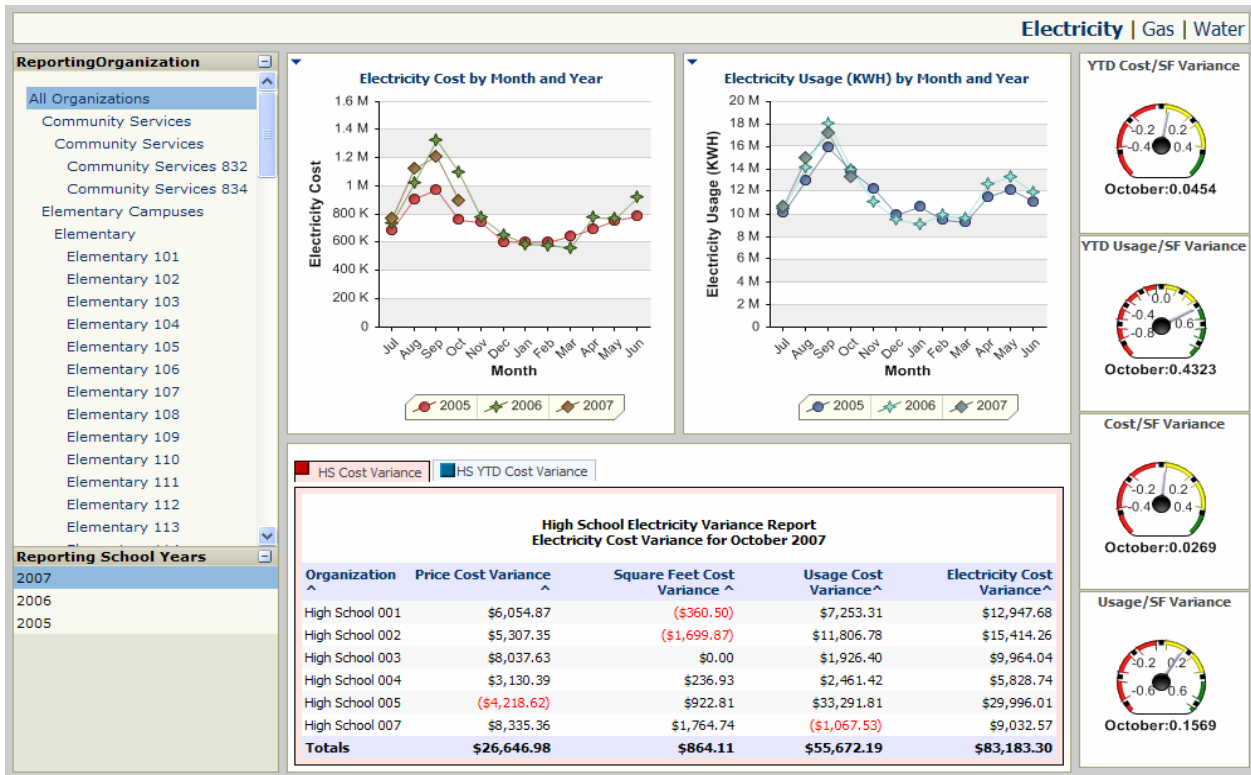 Electricity | Gas | Water
ReportingOrganization
All Organizations
Community Services
Community Services
Community Services 832
Community Services 834
Elementary Campuses
Elementary
Elementary 101
Elementary 102
Elementary 103
Elementary 104
Elementary 105
Elementary 106
Elementary 107
Elementary 108
Elementary 109
Elementary 110
Elementary 111
Elementary 112
Elementary 113
Reporting School Years
2007
2006
2005
Electricity Cost by Month and Year
Electricity Cost
1.6 M
1.4 M
1.2 M
1 M
800 K
600 K
400 K
200 K
0
Jul Aug Sep Oct Nov Dec Jan Feb Mar Apr May Jun
Month
2005 2006 2007
Electricity Usage (KWH) by Month and Year
Electricity Usage (KWH)
20 M
18 M
16 M
14 M
12 M
10 M
8 M
6 M
4 M
2 M
0
Jul Aug Sep Oct Nov Dec Jan Feb Mar Apr May Jun
Month
2005 2006 2007
HS Cost Variance HS YTD Cost Variance
High School Electricity Variance Report
Electricity Cost Variance for October 2007
Organization ^ Price Cost Variance ^ Square Feet Cost Variance ^ Usage Cost Variance^ Electricity Cost Variance^
High School 001 $6,054.87 ($360.50) $7,253.31 $12,947.68
High School 002 $5,307.35 ($1,699.87) $11,806.78 $15,414.26
High School 003 $8,037.63 $0.00 $1,926.40 $9,964.04
High School 004 $3,130.39 $236.93 $2,461.42 $5,828.74
High School 005 ($4,218.62) $922.81 $33,291.81 $29,996.01
High School 007 $8,335.36 $1,764.74 ($1,067.53) $9,032.57
Totals $26,646.98 $864.11 $55,672.19 $83,183.30
YTD Cost/SF Variance
-0.2 0.2
-0.4 0.4
October:0.0454
YTD Usage/SF Variance
0.0
-0.4 0.6
-0.8
October:0.4323
Cost/SF Variance
-0.2 0.2
-0.4 0.4
October:0.0269
Usage/SF Variance
-0.2 0.2
-0.6 0.6
October:0.1569